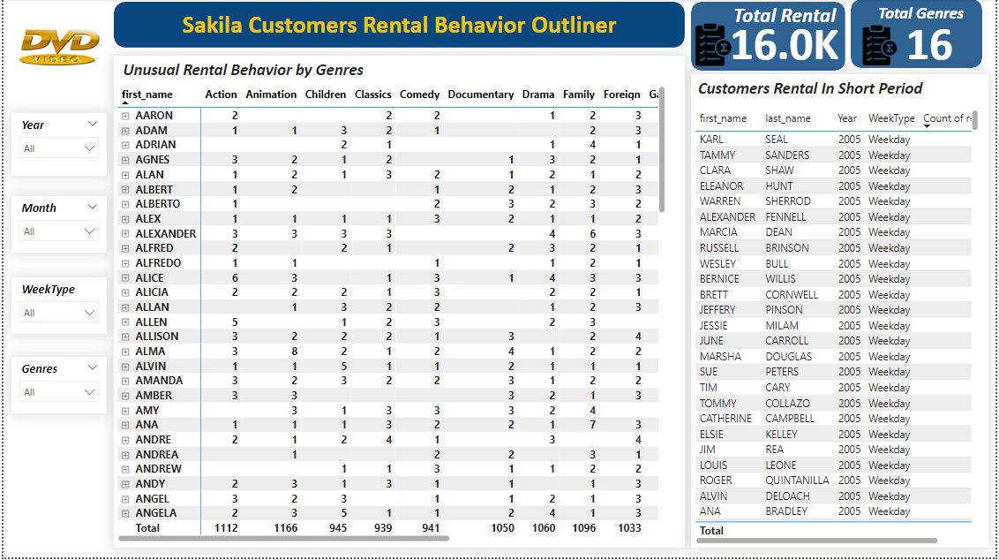 DVD
VIDEO
Sakila Customers Rental Behavior Outliner
Total Rental
16.0K
Total Genres
16
Year
All
Month
All
WeekType
All
Genres
All
Unusual Rental Behavior by Genres
first_name Action Animation Children Classics Comedy Documentary Drama Family Foreign Ga
AARON 2 2 2 1 2 3
ADAM 1 1 3 2 1 2 3
ADRIAN 2 1 1 4 1
AGNES 3 2 1 2 1 3 2 1
ALAN 1 2 1 3 2 1 2 1 2
ALBERT 1 2 1 2 1 2 3
ALBERTO 1 2 3 2 3 2
ALEX 1 1 1 1 3 2 1 1 2
ALEXANDER 3 3 3 3 4 6 3
ALFRED 2 2 1 2 3 2 1
ALFREDO 1 1 1 1 2 1
ALICE 6 3 1 3 1 4 3 3
ALICIA 2 2 2 1 3 2 2 1
ALLAN 1 3 2 2 1 2 3
ALLEN 5 1 2 3 2 3
ALLISON 3 2 2 2 1 3 2 4
ALMA 3 8 2 1 2 4 1 2 2
ALVIN 1 1 5 1 1 2 1 1 1
AMANDA 3 2 3 2 2 3 1 2 2
AMBER 3 3 3 2 1 3
AMY 3 1 3 3 3 2 4
ANA 1 1 1 3 2 2 1 7 3
ANDRE 2 1 2 4 1 3 4
ANDREA 1 2 2 3 1
ANDREW 1 1 3 1 1 2 2
ANDY 2 3 1 3 1 1 1 3
ANGEL 3 2 3 1 1 2 1 3
ANGELA 2 3 5 1 1 2 4 1 3
Total 1112 1166 945 939 941 1050 1060 1096 1033
Customers Rental In Short Period
first_name last_name Year WeekType Count of re
KARL SEAL 2005 Weekday
TAMMY SANDERS 2005 Weekday
CLARA SHAW 2005 Weekday
ELEANOR HUNT 2005 Weekday
WARREN SHERROD 2005 Weekday
ALEXANDER FENNELL 2005 Weekday
MARCIA DEAN 2005 Weekday
RUSSELL BRINSON 2005 Weekday
WESLEY BULL 2005 Weekday
BERNICE WILLIS 2005 Weekday
BRETT CORNWELL 2005 Weekday
JEFFERY PINSON 2005 Weekday
JESSIE MILAM 2005 Weekday
JUNE CARROLL 2005 Weekday
MARSHA DOUGLAS 2005 Weekday
SUE PETERS 2005 Weekday
TIM CARY 2005 Weekday
TOMMY COLLAZO 2005 Weekday
CATHERINE CAMPBELL 2005 Weekday
ELSIE KELLEY 2005 Weekday
JIM REA 2005 Weekday
LOUIS LEONE 2005 Weekday
ROGER QUINTANILLA 2005 Weekday
ALVIN DELOACH 2005 Weekday
ANA BRADLEY 2005 Weekday
Total